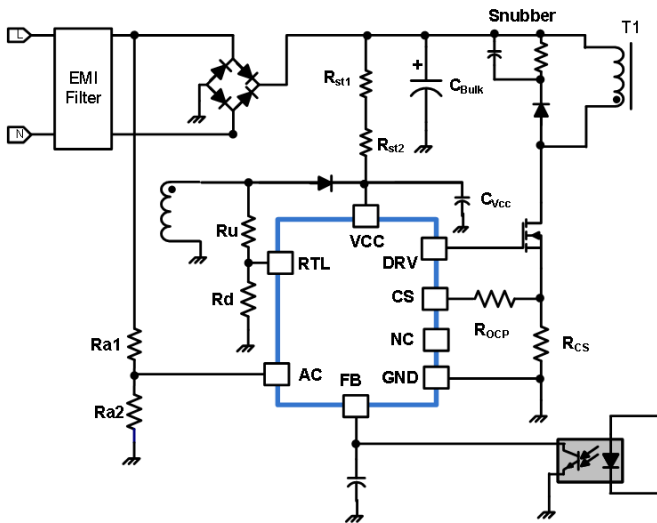 Snubber
T1
L
EMI
Filter
N
+
Rst1
CBulk
Rst2
CVcc
Ru
VCC
RTL
DRV
Rd
CS
ROCP
RCS
NC
Ra1
AC
FB
GND
Ra2